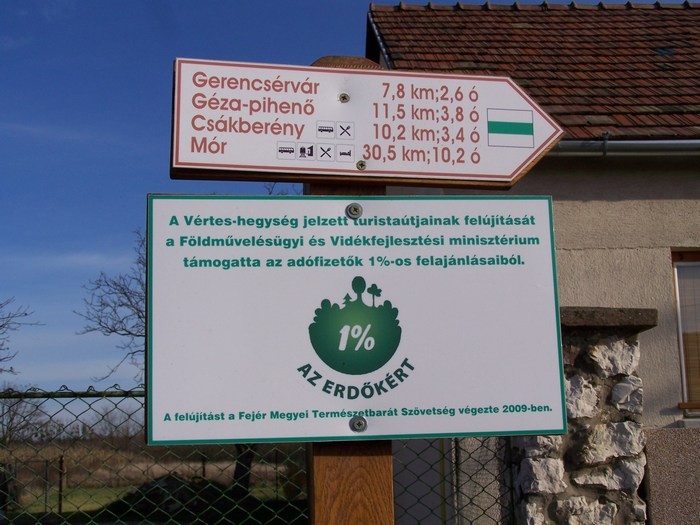 Gerencsérvár 7,8 km;2,6 ó
Géza-pihenő 11,5 km;3,8 ó
Csákberény 10,2 km;3,4 ó
Mór 30,5 km;10,2 ó
A Vértes-hegység jelzett turistaútjainak felújítását
a Földművelésügyi és Vidékfejlesztési minisztérium
támogatta az adófizetők 1%-os felajánlásaiból.
1%
AZ ERDŐKÉRT
A felújítást a Fejér Megyei Természetbarát Szövetség végezte 2009-ben.